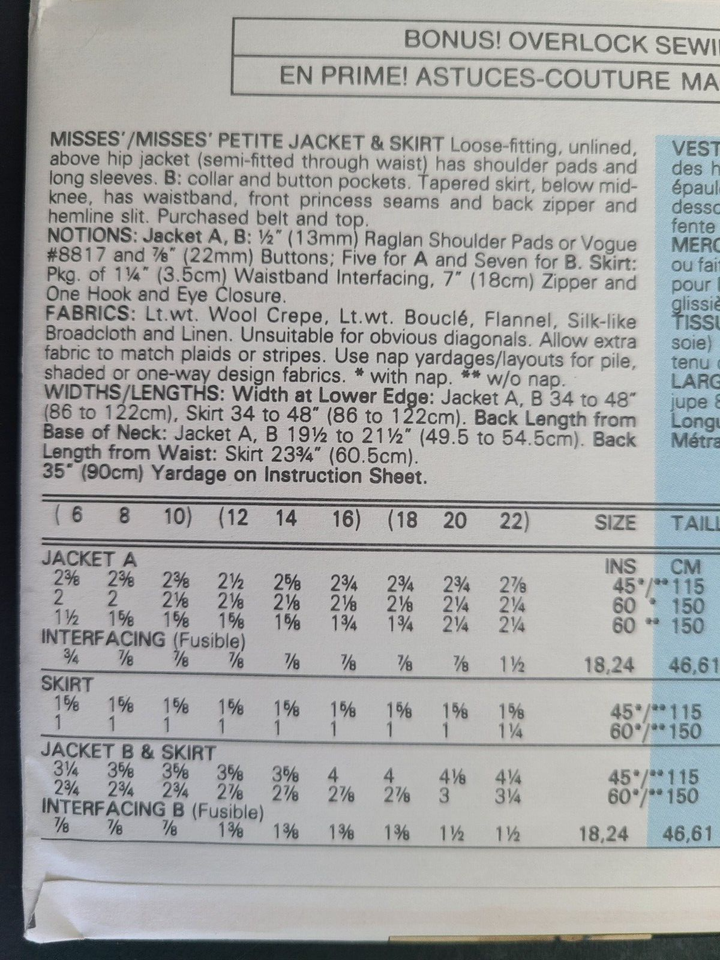 BONUS! OVERLOCK
EN PRIME! ASTUCES-COUTURE
MISSES'/MISSES' PETITE JACKET & SKIRT Loose-fitting, unlined,
above hip jacket (semi-fitted through waist) has shoulder pads and
long sleeves. B: collar and button pockets. Tapered skirt, below mid-
knee, has waistband, front princess seams and back zipper and
hemline slit. Purchased belt and top.
NOTIONS: Jacket A, B: ½" (13mm) Raglan Shoulder Pads or Vogue
#8817 and ⅞" (22mm) Buttons; Five for A and Seven for B. Skirt:
Pkg. of 1¼" (3.5cm) Waistband Interfacing, 7" (18cm) Zipper and
One Hook and Eye Closure.
FABRICS: Lt.wt. Wool Crepe, Lt.wt. Bouclé, Flannel, Silk-like
Broadcloth and Linen. Unsuitable for obvious diagonals. Allow extra
fabric to match plaids or stripes. Use nap yardages/layouts for pile,
shaded or one-way design fabrics. * with nap. ** w/o nap.
WIDTHS/LENGTHS: Width at Lower Edge: Jacket A, B 34 to 48"
(86 to 122cm), Skirt 34 to 48" (86 to 122cm). Back Length from
Base of Neck: Jacket A, B 19½ to 21½" (49.5 to 54.5cm). Back
Length from Waist: Skirt 23¾" (60.5cm).
35" (90cm) Yardage on Instruction Sheet.
(6 8 10) (12 14 16) (18 20 22) SIZE
JACKET A INS CM
2⅜ 2⅜ 2⅜ 2½ 2⅝ 2¾ 2¾ 2¾ 2⅞ 45*/** 115
2 2 2⅛ 2⅛ 2⅛ 2⅛ 2⅛ 2¼ 2¼ 60 * 150
1½ 1⅝ 1⅝ 1⅝ 1⅝ 1¾ 1¾ 2¼ 2¼ 60 ** 150
INTERFACING (Fusible)
¾ ⅞ ⅞ ⅞ ⅞ ⅞ ⅞ ⅞ 1½ 18,24 46,61
SKIRT
1⅝ 1⅝ 1⅝ 1⅝ 1⅝ 1⅝ 1⅝ 1⅝ 1⅝ 45*/** 115
1 1 1 1 1 1 1 1 1¼ 60*/** 150
JACKET B & SKIRT
3¼ 3⅝ 3⅝ 3⅝ 3⅝ 4 4 4⅛ 4¼ 45*/** 115
2¾ 2¾ 2¾ 2⅞ 2⅞ 2⅞ 2⅞ 3 3¼ 60*/** 150
INTERFACING B (Fusible)
⅞ ⅞ ⅞ 1⅜ 1⅜ 1⅜ 1⅜ 1½ 1½ 18,24 46,61
des
ou
pour
soie)
tenu
jupe